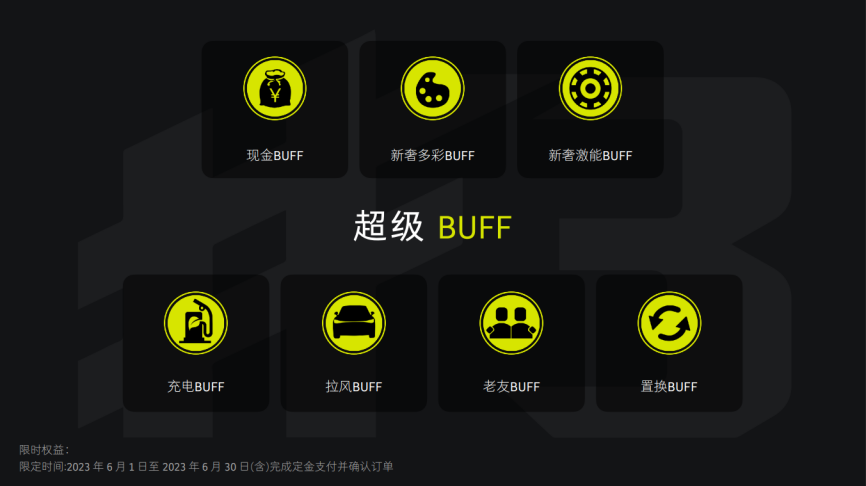 现金BUFF
新奢多彩BUFF
新奢激能BUFF
超级 BUFF
充电BUFF
拉风BUFF
老友BUFF
置换BUFF
限时权益：
限定时间:2023 年 6 月 1 日至 2023 年 6 月 30 日(含)完成定金支付并确认订单